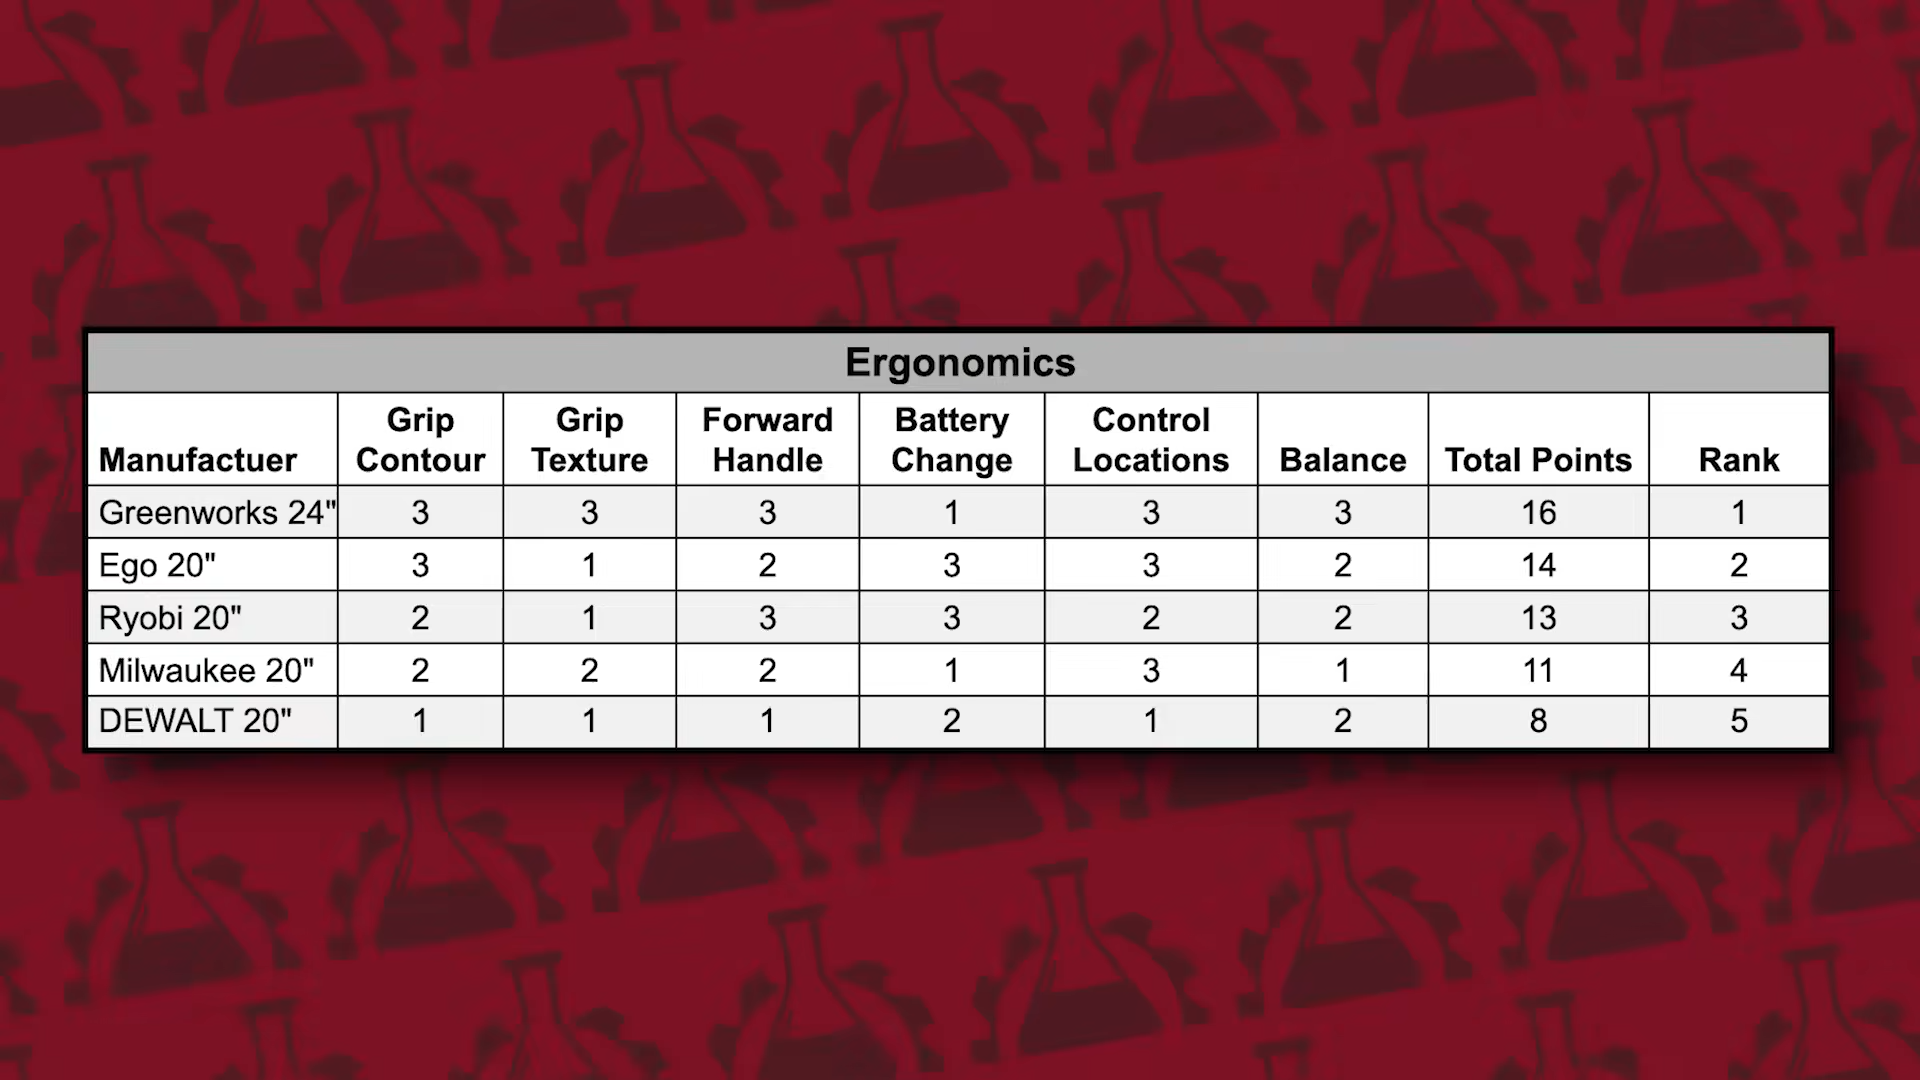 Ergonomics
Manufactuer Grip Contour Grip Texture Forward Handle Battery Change Control Locations Balance Total Points Rank
Greenworks 24" 3 3 3 1 3 3 16 1
Ego 20" 3 1 2 3 3 2 14 2
Ryobi 20" 2 1 3 3 2 2 13 3
Milwaukee 20" 2 2 2 1 3 1 11 4
DEWALT 20" 1 1 1 2 1 2 8 5